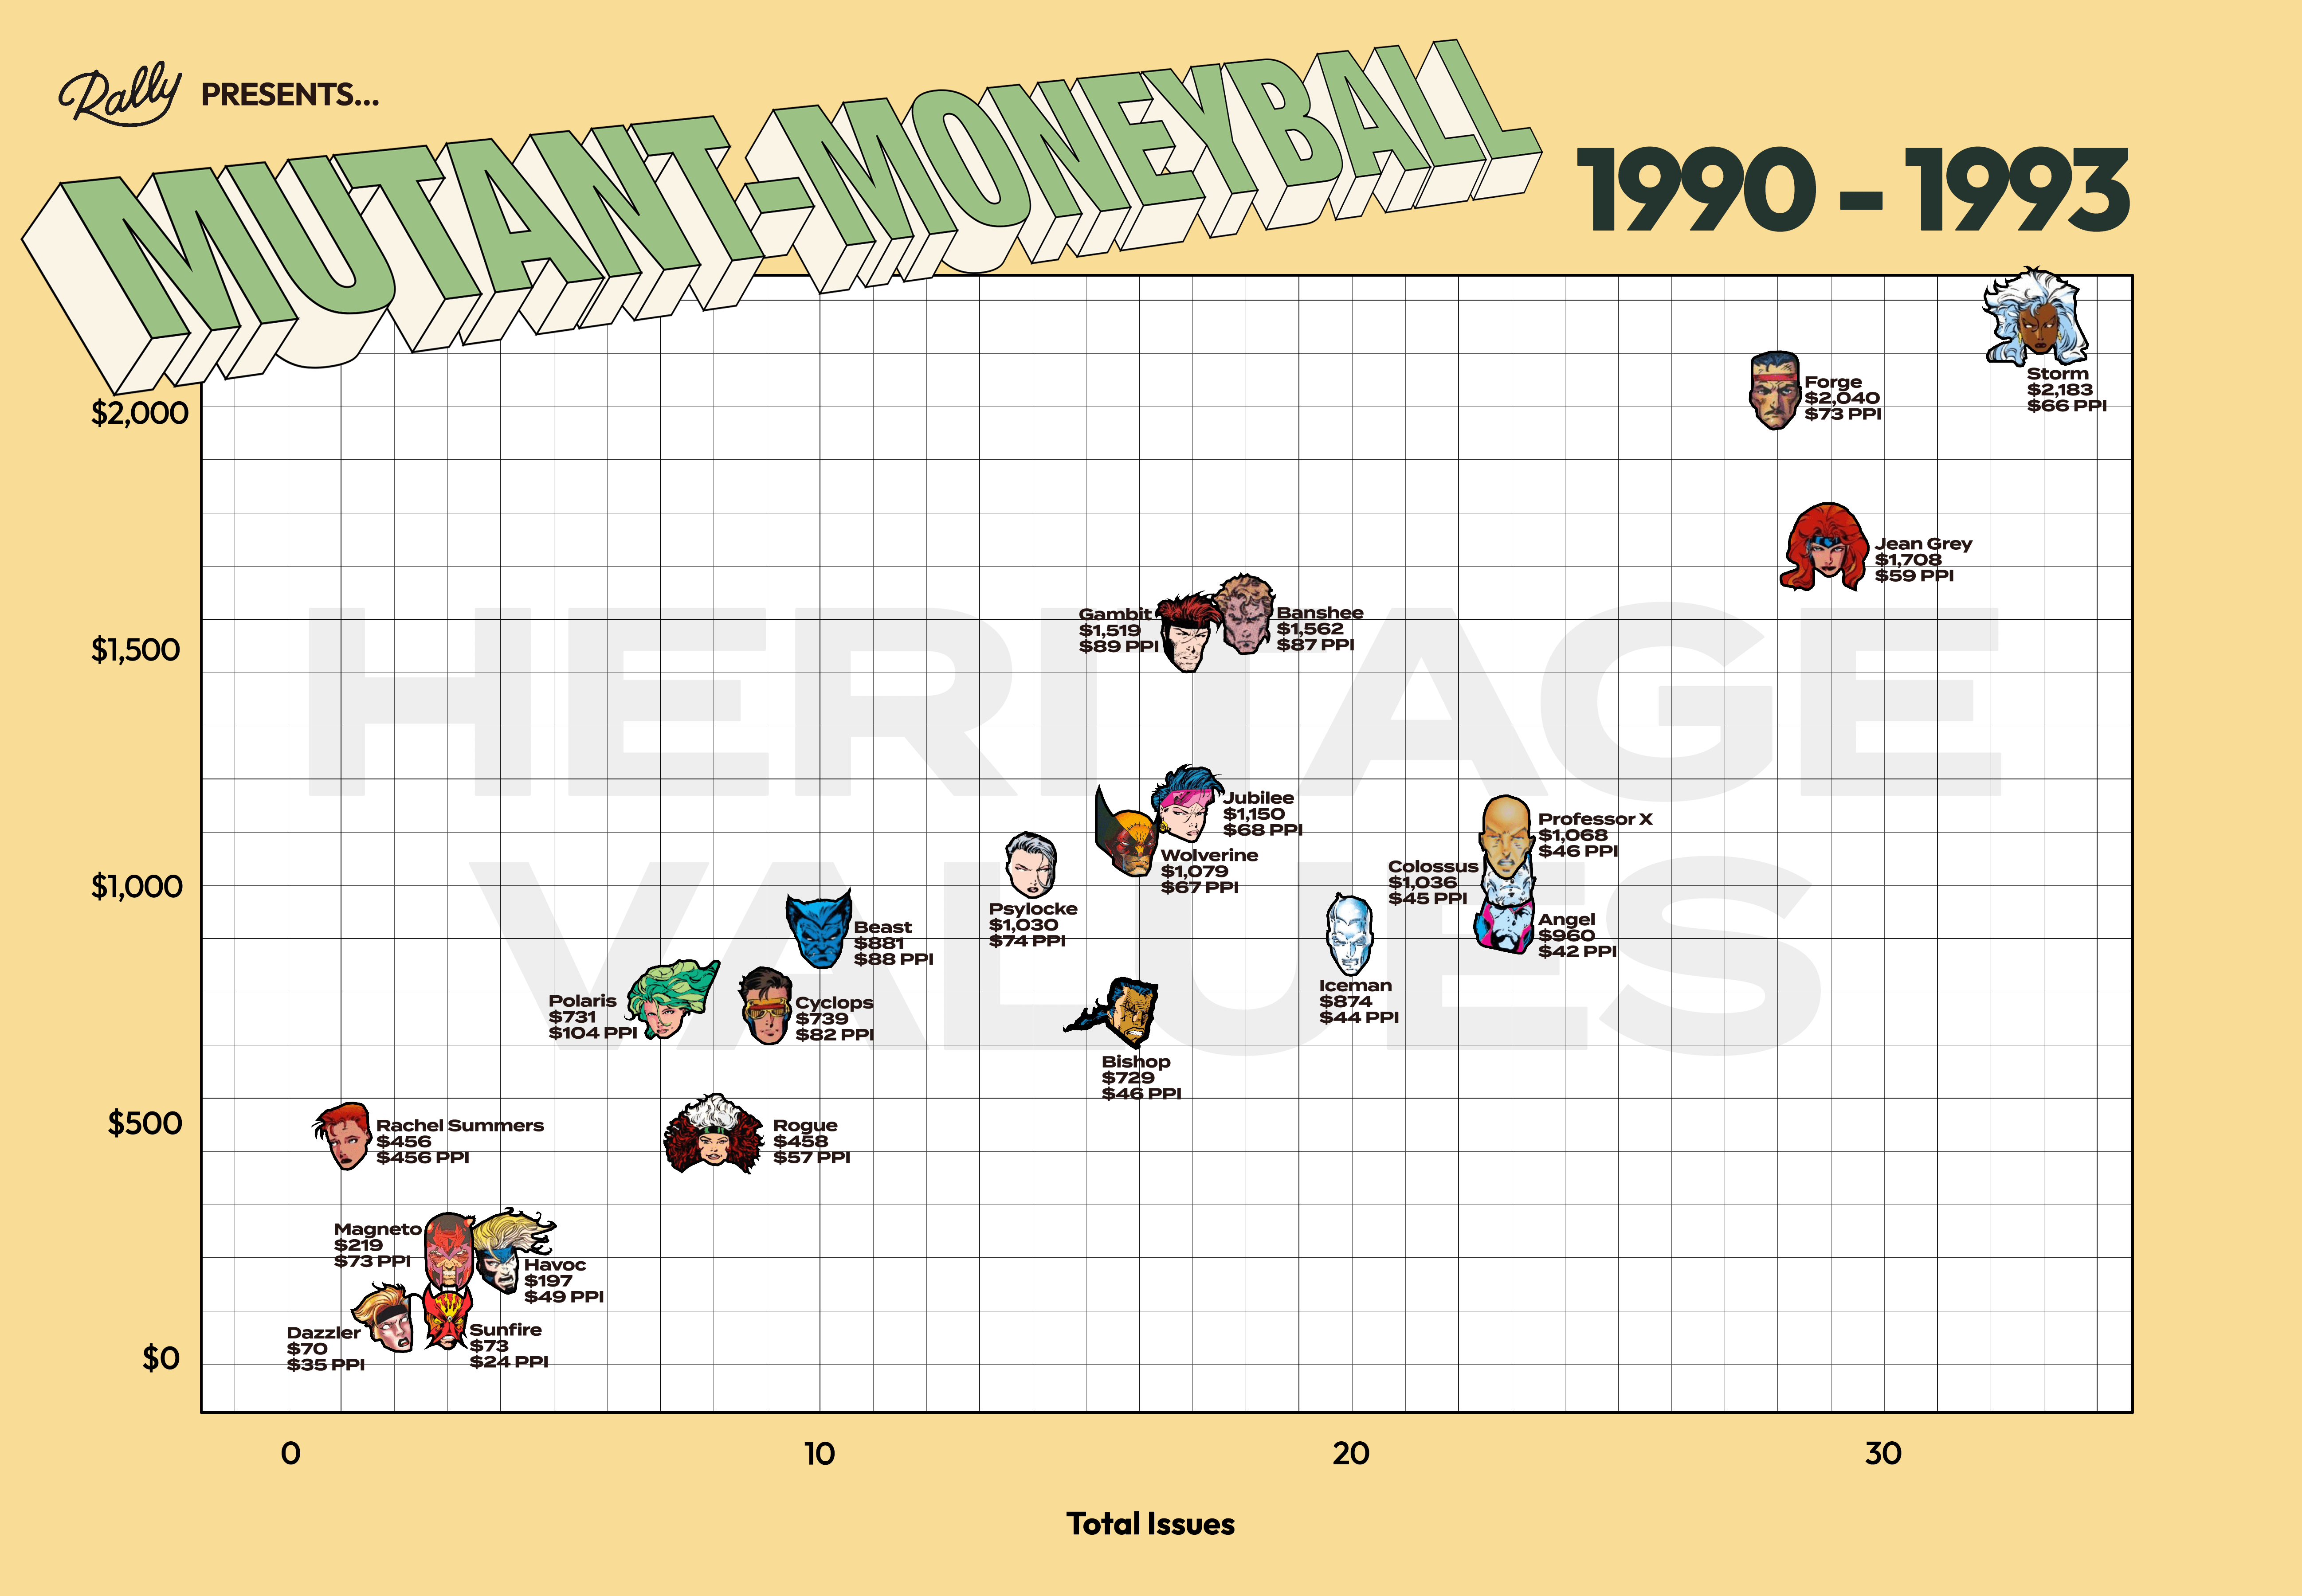 Rally PRESENTS...
MUTANT-MONEYBALL
1990 - 1993
HERITAGE
VALUES
$2,000
$1,500
$1,000
$500
$0
Storm
$2,183
$66 PPI
Forge
$2,040
$73 PPI
Jean Grey
$1,708
$59 PPI
Gambit
$1,519
$89 PPI
Banshee
$1,562
$87 PPI
Jubilee
$1,150
$68 PPI
Wolverine
$1,079
$67 PPI
Professor X
$1,068
$46 PPI
Colossus
$1,036
$45 PPI
Angel
$960
$42 PPI
Psylocke
$1,030
$74 PPI
Beast
$881
$88 PPI
Iceman
$874
$44 PPI
Polaris
$731
$104 PPI
Cyclops
$739
$82 PPI
Bishop
$729
$46 PPI
Rachel Summers
$456
$456 PPI
Rogue
$458
$57 PPI
Magneto
$219
$73 PPI
Havoc
$197
$49 PPI
Dazzler
$70
$35 PPI
Sunfire
$73
$24 PPI
0
10
20
30
Total Issues